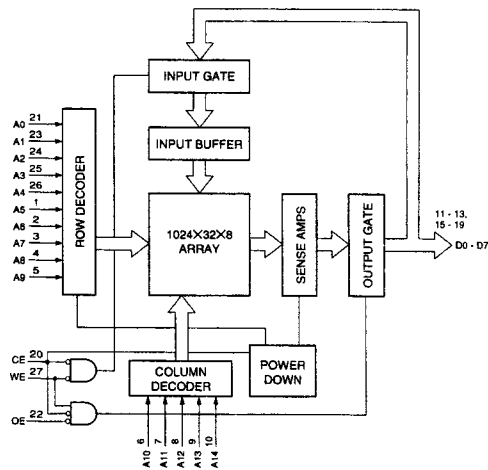 INPUT GATE
INPUT BUFFER
ROW DECODER
1024X32X8
ARRAY
SENSE AMPS
OUTPUT GATE
11 - 13,
15 - 19
D0 - D7
A0 21
A1 23
A2 24
A3 25
A4 26
A5 1
A6 2
A7 3
A8 4
A9 5
CE 20
WE 27
OE 22
COLUMN
DECODER
POWER
DOWN
6 7 8 9 10
A10 A11 A12 A13 A14